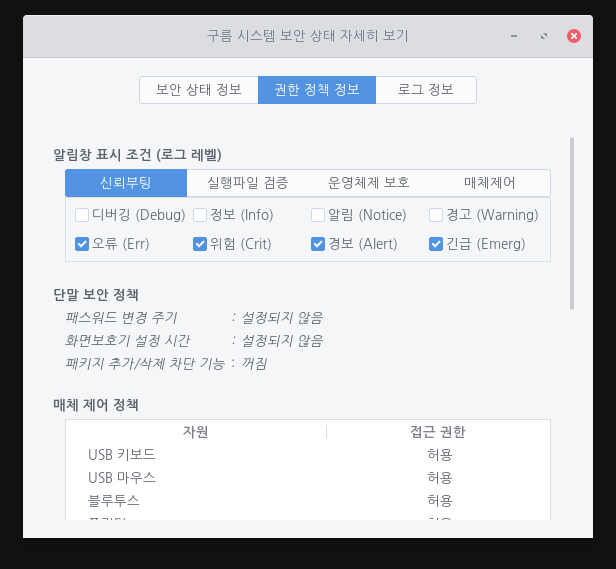 구름 시스템 보안 상태 자세히 보기
보안 상태 정보 권한 정책 정보 로그 정보
알림창 표시 조건 (로그 레벨)
신뢰부팅 실행파일 검증 운영체제 보호 매체제어
디버깅 (Debug) 정보 (Info) 알림 (Notice) 경고 (Warning)
오류 (Err) 위험 (Crit) 경보 (Alert) 긴급 (Emerg)
단말 보안 정책
패스워드 변경 주기 : 설정되지 않음
화면보호기 설정 시간 : 설정되지 않음
패키지 추가/삭제 차단 기능 : 꺼짐
매체 제어 정책
자원 접근 권한
USB 키보드 허용
USB 마우스 허용
블루투스 허용